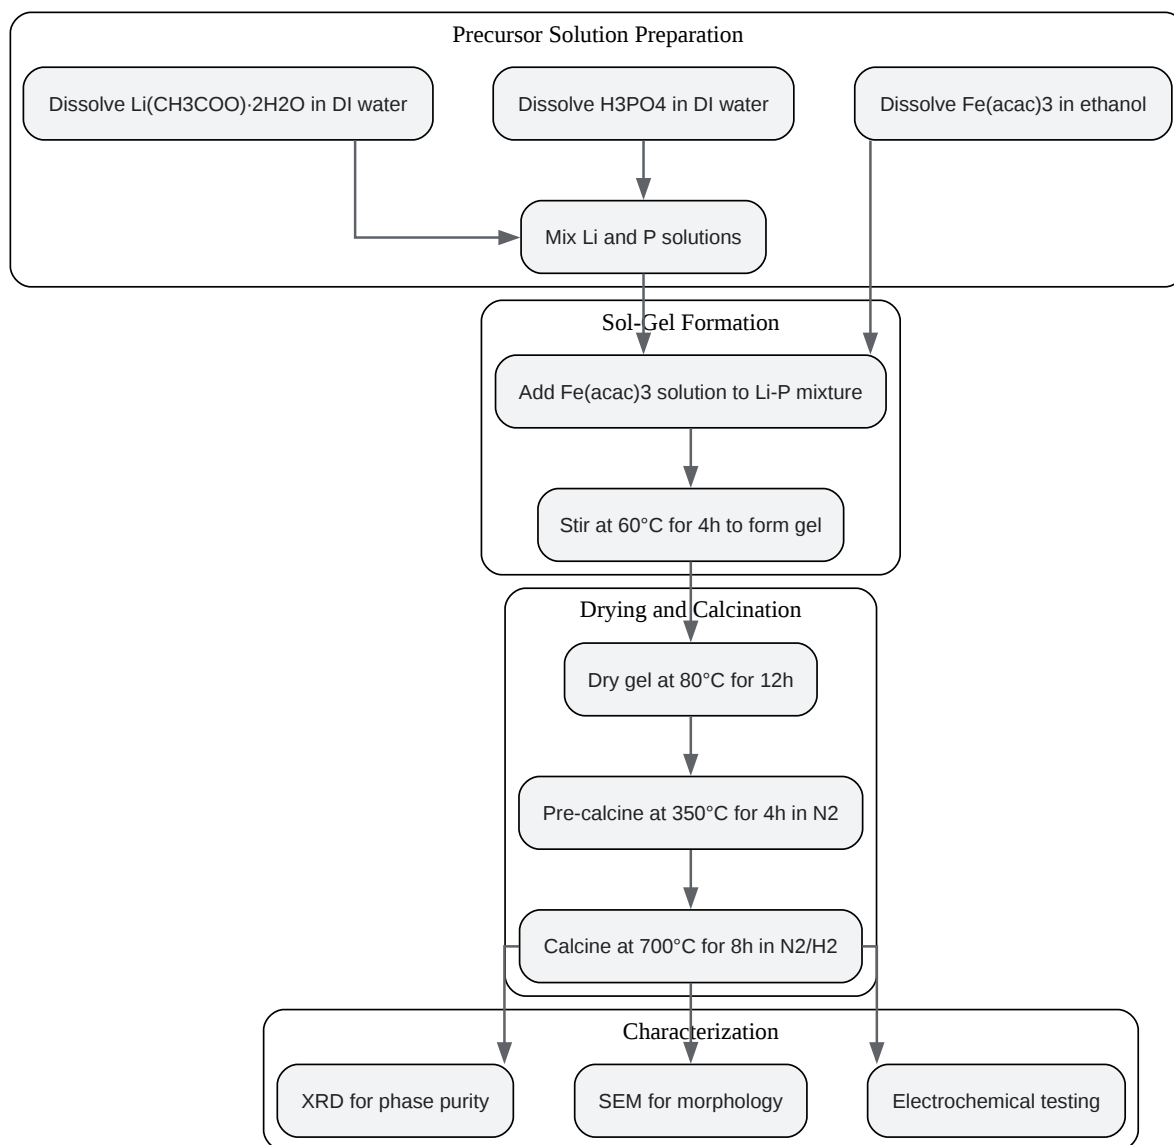 Precursor Solution Preparation
Dissolve Li(CH3COO)·2H2O in DI water
Dissolve H3PO4 in DI water
Dissolve Fe(acac)3 in ethanol
Mix Li and P solutions
Sol-Gel Formation
Add Fe(acac)3 solution to Li-P mixture
Stir at 60°C for 4h to form gel
Drying and Calcination
Dry gel at 80°C for 12h
Pre-calcine at 350°C for 4h in N2
Calcine at 700°C for 8h in N2/H2
Characterization
XRD for phase purity
SEM for morphology
Electrochemical testing